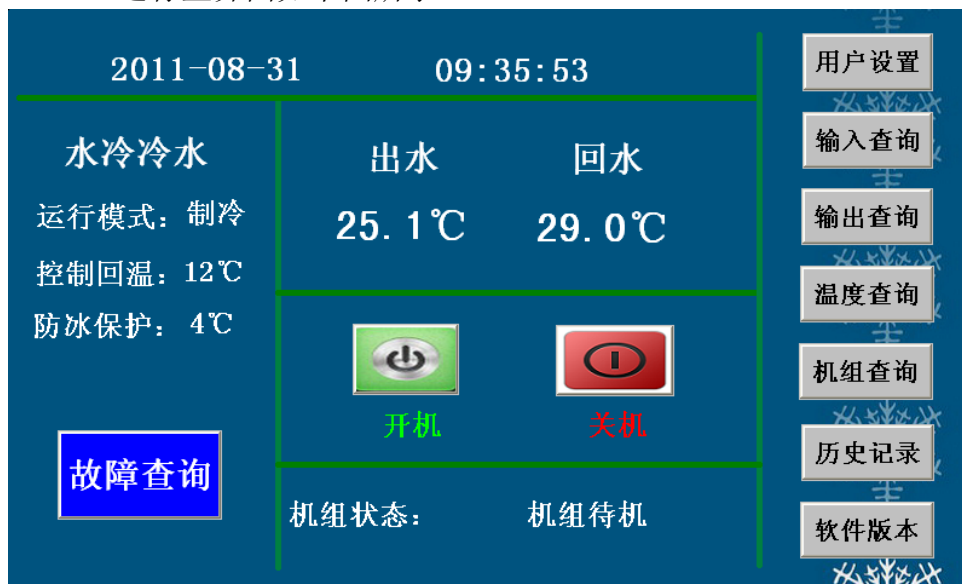 2011-08-31 09:35:53
水冷冷水
运行模式：制冷
控制回温：12℃
防冰保护：4℃
故障查询
出水 回水
25.1℃ 29.0℃
开机 关机
机组状态： 机组待机
用户设置
输入查询
输出查询
温度查询
机组查询
历史记录
软件版本